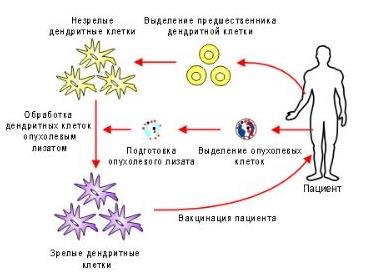 Незрелые
дендритные клетки
Выделение предшественника
дендритной клетки
Обработка
дендритных клеток
опухолевым
лизатом
Подготовка
опухолевого лизата
Выделение опухолевых
клеток
Пациент
Вакцинация пациента
Зрелые дендритные
клетки